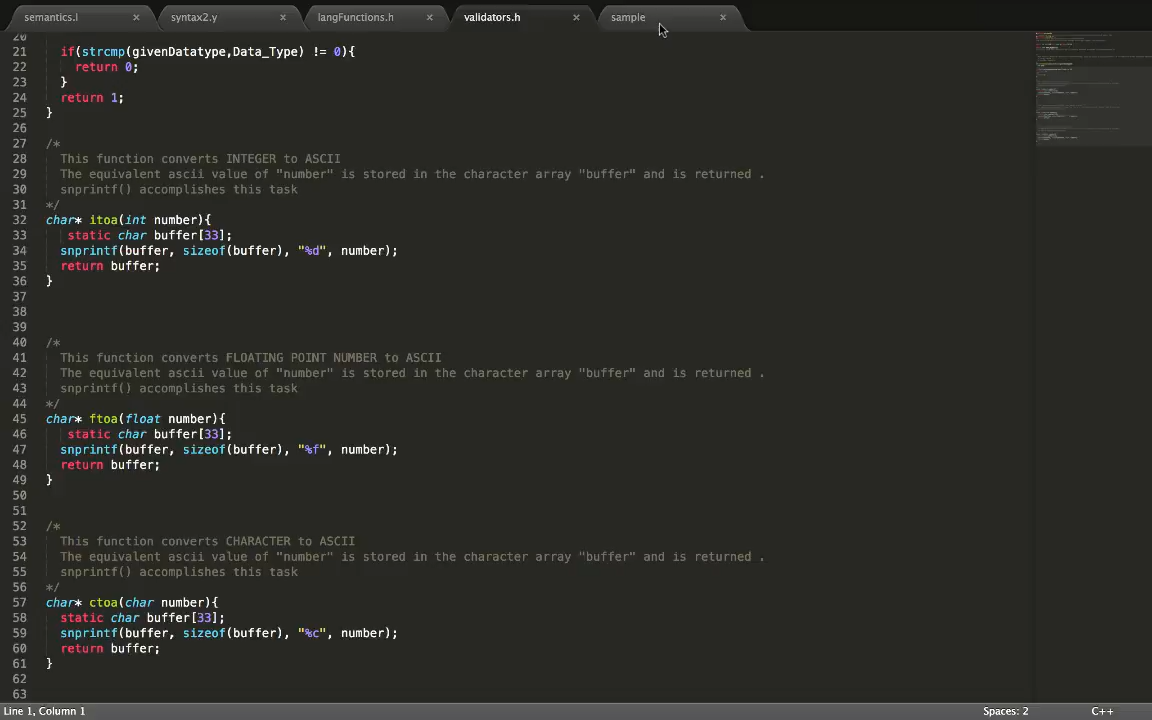 semantics.l × syntax2.y × langFunctions.h × validators.h × sample ×
20
21 if(strcmp(givenDatatype,Data_Type) != 0){
22 return 0;
23 }
24 return 1;
25 }
26
27 /*
28 This function converts INTEGER to ASCII
29 The equivalent ascii value of "number" is stored in the character array "buffer" and is returned .
30 snprintf() accomplishes this task
31 */
32 char* itoa(int number){
33 static char buffer[33];
34 snprintf(buffer, sizeof(buffer), "%d", number);
35 return buffer;
36 }
37
38
39
40 /*
41 This function converts FLOATING POINT NUMBER to ASCII
42 The equivalent ascii value of "number" is stored in the character array "buffer" and is returned .
43 snprintf() accomplishes this task
44 */
45 char* ftoa(float number){
46 static char buffer[33];
47 snprintf(buffer, sizeof(buffer), "%f", number);
48 return buffer;
49 }
50
51
52 /*
53 This function converts CHARACTER to ASCII
54 The equivalent ascii value of "number" is stored in the character array "buffer" and is returned .
55 snprintf() accomplishes this task
56 */
57 char* ctoa(char number){
58 static char buffer[33];
59 snprintf(buffer, sizeof(buffer), "%c", number);
60 return buffer;
61 }
62
63
Line 1, Column 1 Spaces: 2 C++